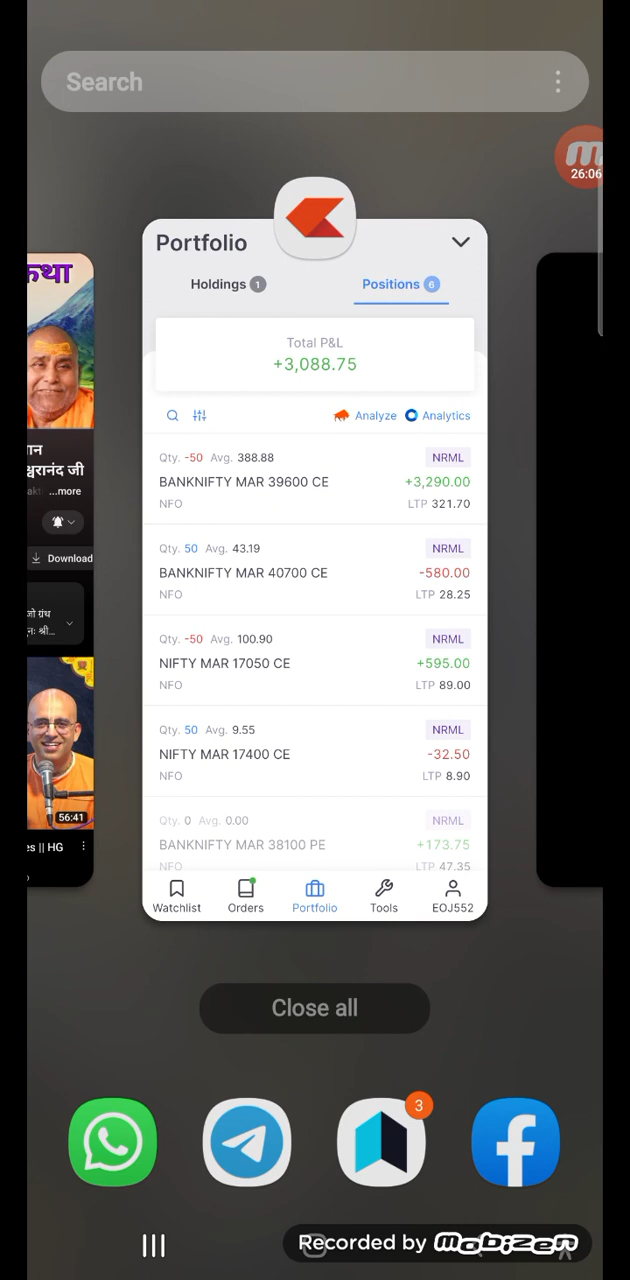 Search
26:06
Portfolio
Holdings 1
Positions 6
Total P&L
+3,088.75
Analyze
Analytics
Qty. -50 Avg. 388.88 NRML
BANKNIFTY MAR 39600 CE +3,290.00
NFO LTP 321.70
Qty. 50 Avg. 43.19 NRML
BANKNIFTY MAR 40700 CE -580.00
NFO LTP 28.25
Qty. -50 Avg. 100.90 NRML
NIFTY MAR 17050 CE +595.00
NFO LTP 89.00
Qty. 50 Avg. 9.55 NRML
NIFTY MAR 17400 CE -32.50
NFO LTP 8.90
Qty. 0 Avg. 0.00 NRML
BANKNIFTY MAR 38100 PE +173.75
NFO LTP 47.35
Watchlist
Orders
Portfolio
Tools
EOJ552
...more
Download
जो ग्रंथ
56:41
es || HG
Close all
3
Recorded by mobizen